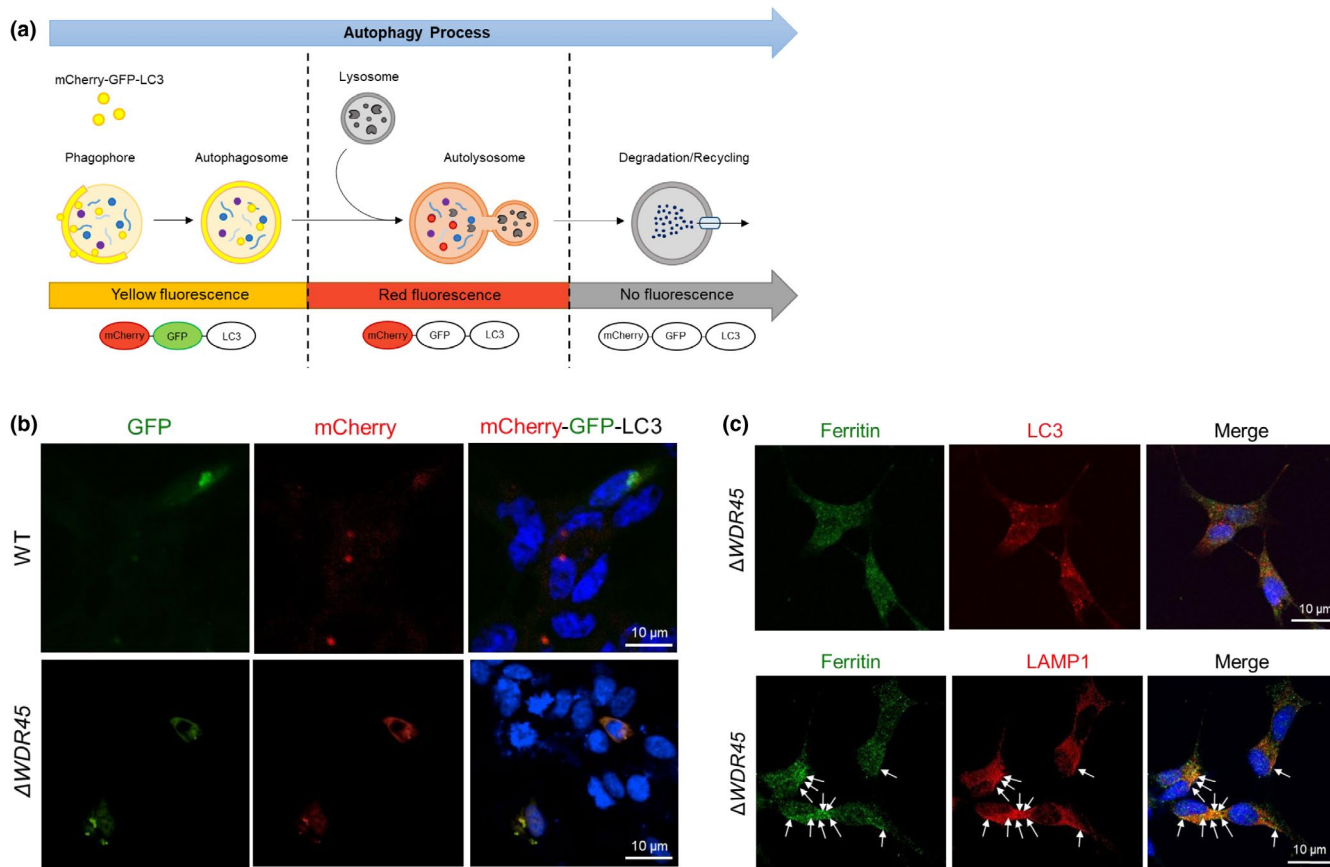 (a)
Autophagy Process
mCherry-GFP-LC3
Lysosome
Phagophore
Autophagosome
Autolysosome
Degradation/Recycling
Yellow fluorescence
Red fluorescence
No fluorescence
mCherry GFP LC3
mCherry GFP LC3
mCherry GFP LC3
(b)
GFP
mCherry
mCherry-GFP-LC3
WT
10 µm
ΔWDR45
10 µm
(c)
Ferritin
LC3
Merge
ΔWDR45
10 µm
Ferritin
LAMP1
Merge
ΔWDR45
10 µm